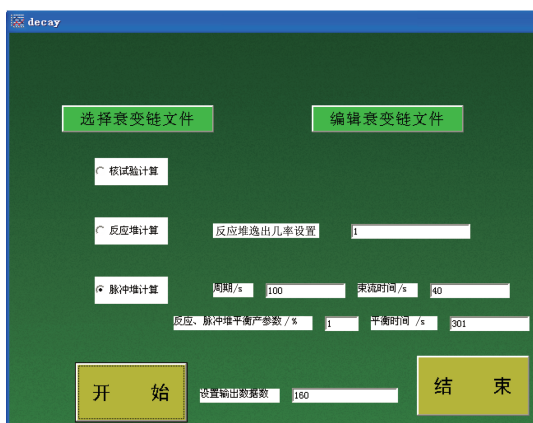 decay
选择衰变链文件 编辑衰变链文件
核试验计算
反应堆计算 反应堆逸出几率设置 1
脉冲堆计算 周期/s 100 束流时间/s 40
反应、脉冲堆平衡产参数/% 1 平衡时间 /s 301
开 始 设置输出数据数 160 结 束